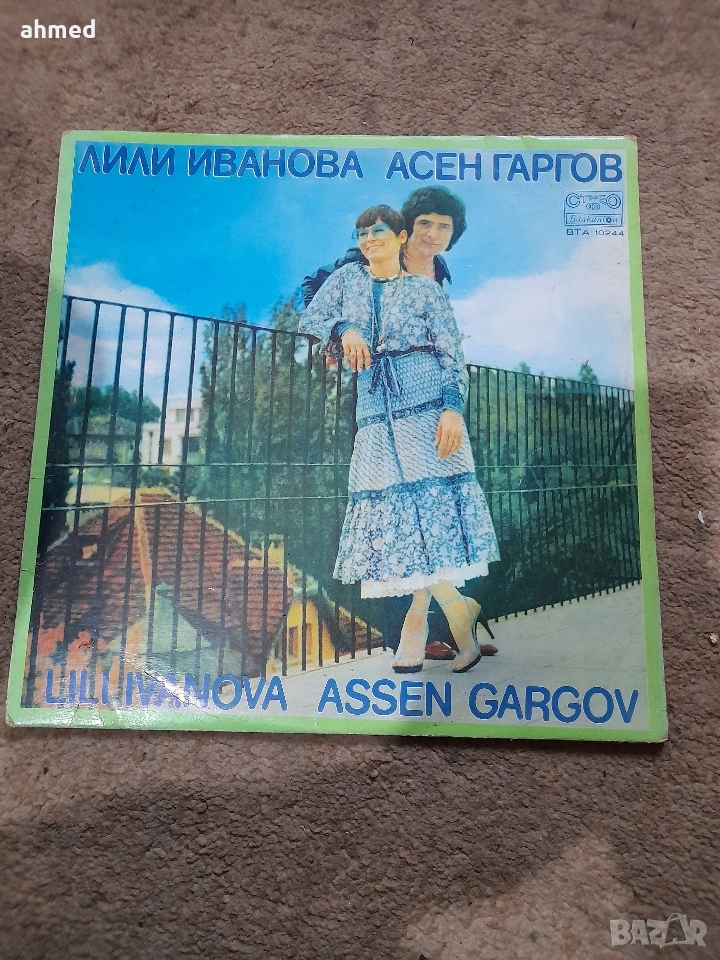 ahmed
ЛИЛИ ИВАНОВА АСЕН ГАРГОВ
СТЕРЕО
Балкантон
ВТА 10244
LILI IVANOVA ASSEN GARGOV
BAZAR